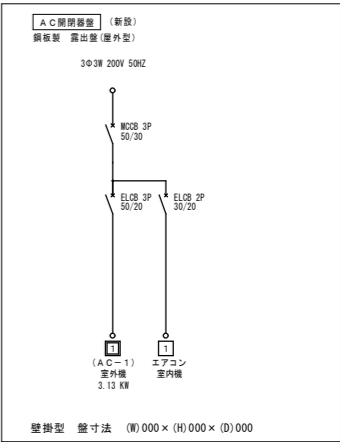 AC開閉器盤 (新設)
鋼板製 露出盤(屋外型)
3Φ3W 200V 50HZ
MCCB 3P
50/30
ELCB 3P
50/20
ELCB 2P
30/20
1
(AC-1)
室外機
3.13 KW
1
エアコン
室内機
壁掛型 盤寸法 (W)000×(H)000×(D)000